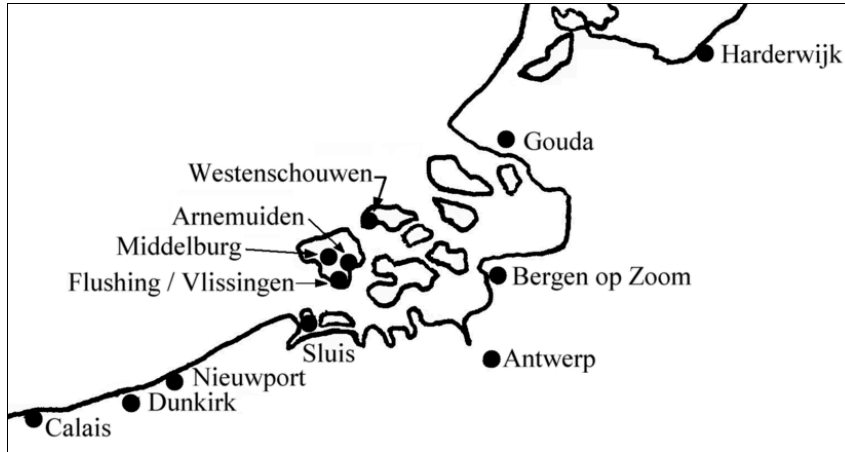 Harderwijk
Gouda
Westenschouwen
Arnemuiden
Middelburg
Flushing / Vlissingen
Bergen op Zoom
Sluis
Antwerp
Nieuwport
Dunkirk
Calais